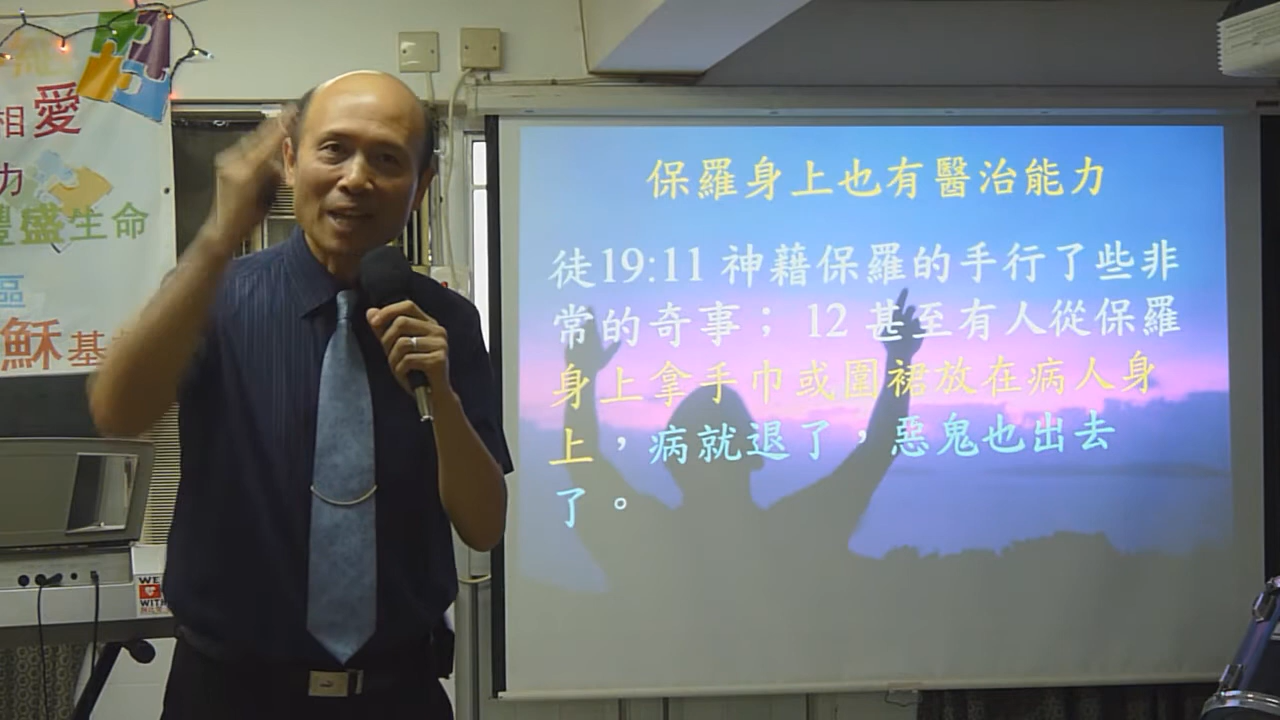 相愛
力
豐盛生命
區
穌基
保羅身上也有醫治能力
徒19:11 神藉保羅的手行了些非
常的奇事； 12 甚至有人從保羅
身上拿手巾或圍裙放在病人身
上，病就退了，惡鬼也出去
了。
WE
WITH